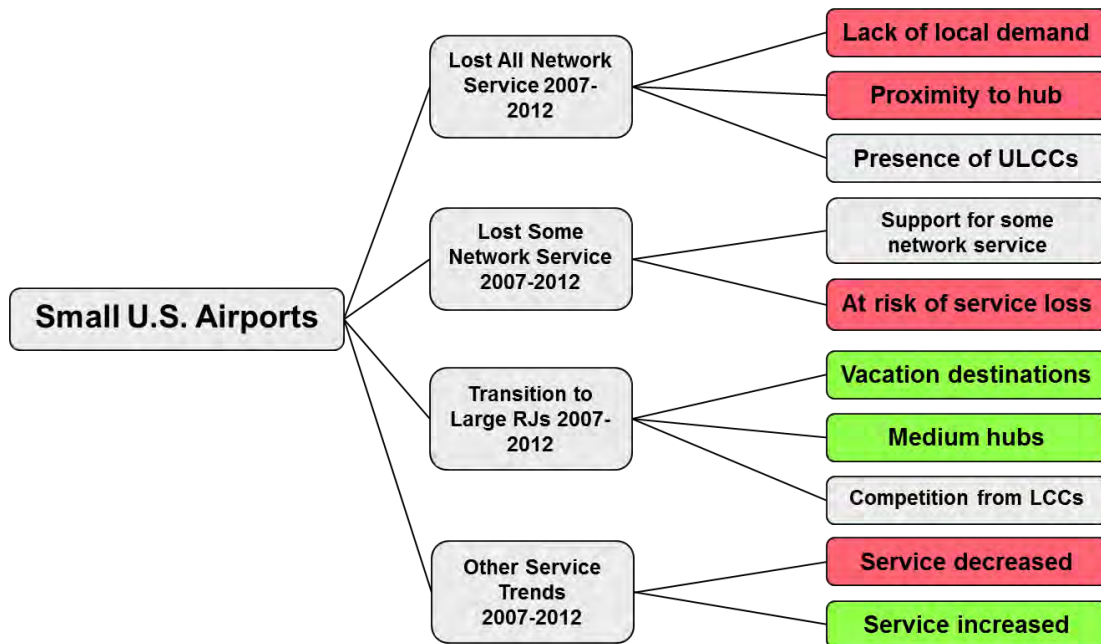 Small U.S. Airports
Lost All Network
Service 2007-
2012
Lack of local demand
Proximity to hub
Presence of ULCCs
Lost Some
Network Service
2007-2012
Support for some
network service
At risk of service loss
Transition to
Large RJs 2007-
2012
Vacation destinations
Medium hubs
Competition from LCCs
Other Service
Trends
2007-2012
Service decreased
Service increased